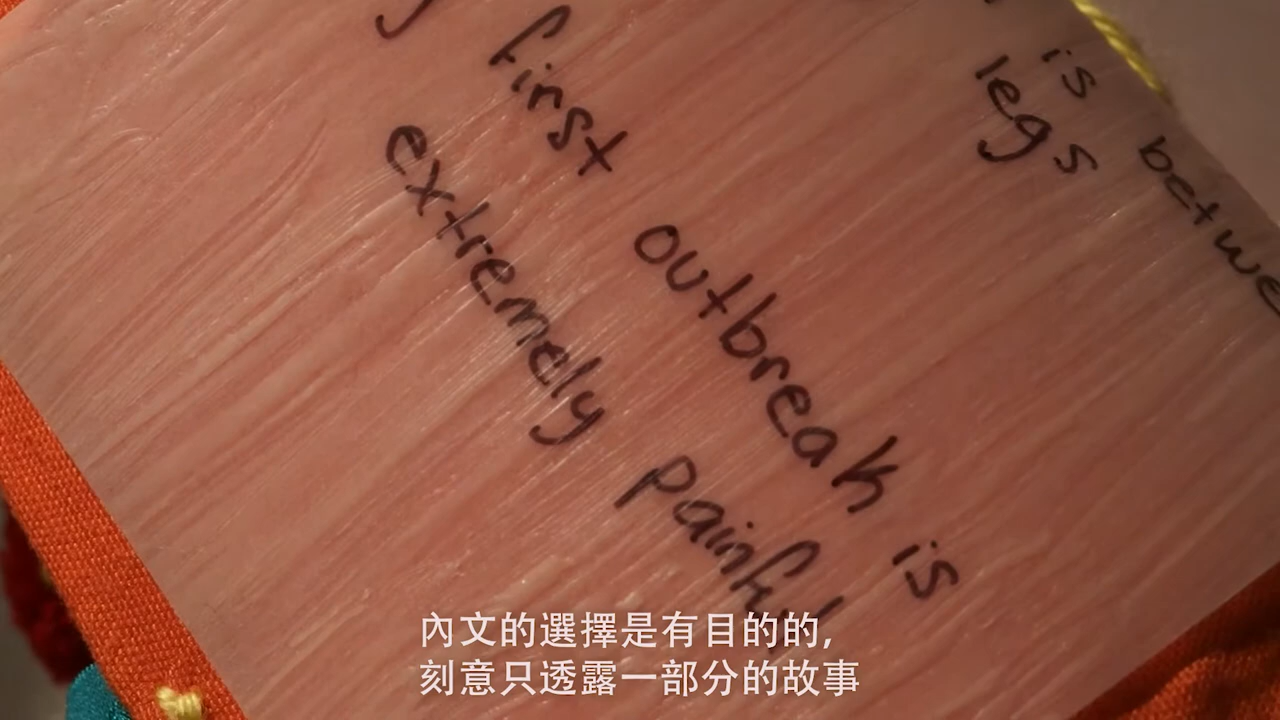 is betwe
legs
first outbreak is
extremely painful
內文的選擇是有目的的,
刻意只透露一部分的故事